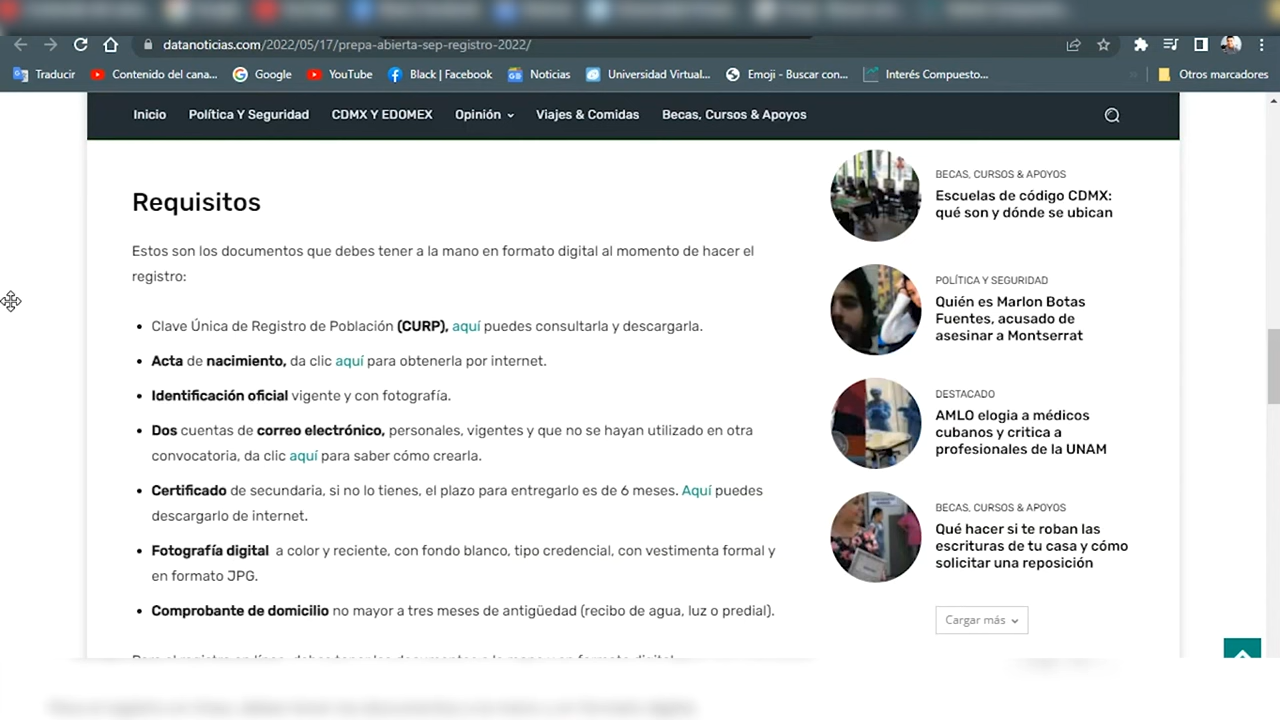 datanoticias.com/2022/05/17/prepa-abierta-sep-registro-2022/
Traducir
Contenido del cana...
Google
YouTube
Black | Facebook
Noticias
Universidad Virtual...
Emoji - Buscar con...
Interés Compuesto...
Otros marcadores
Inicio
Política Y Seguridad
CDMX Y EDOMEX
Opinión
Viajes & Comidas
Becas, Cursos & Apoyos
Requisitos
Estos son los documentos que debes tener a la mano en formato digital al momento de hacer el
registro:
• Clave Única de Registro de Población (CURP), aquí puedes consultarla y descargarla.
• Acta de nacimiento, da clic aquí para obtenerla por internet.
• Identificación oficial vigente y con fotografía.
• Dos cuentas de correo electrónico, personales, vigentes y que no se hayan utilizado en otra
convocatoria, da clic aquí para saber cómo crearla.
• Certificado de secundaria, si no lo tienes, el plazo para entregarlo es de 6 meses. Aquí puedes
descargarlo de internet.
• Fotografía digital a color y reciente, con fondo blanco, tipo credencial, con vestimenta formal y
en formato JPG.
• Comprobante de domicilio no mayor a tres meses de antigüedad (recibo de agua, luz o predial).
BECAS, CURSOS & APOYOS
Escuelas de código CDMX:
qué son y dónde se ubican
POLÍTICA Y SEGURIDAD
Quién es Marlon Botas
Fuentes, acusado de
asesinar a Montserrat
DESTACADO
AMLO elogia a médicos
cubanos y critica a
profesionales de la UNAM
BECAS, CURSOS & APOYOS
Qué hacer si te roban las
escrituras de tu casa y cómo
solicitar una reposición
Cargar más